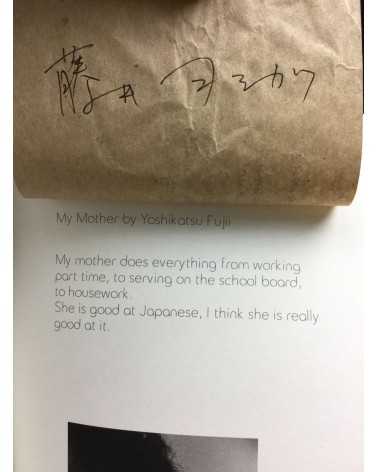 藤井 ヨシカツ
My Mother by Yoshikatsu Fujii
My mother does everything from working
part time, to serving on the school board,
to housework.
She is good at Japanese, I think she is really
good at it.